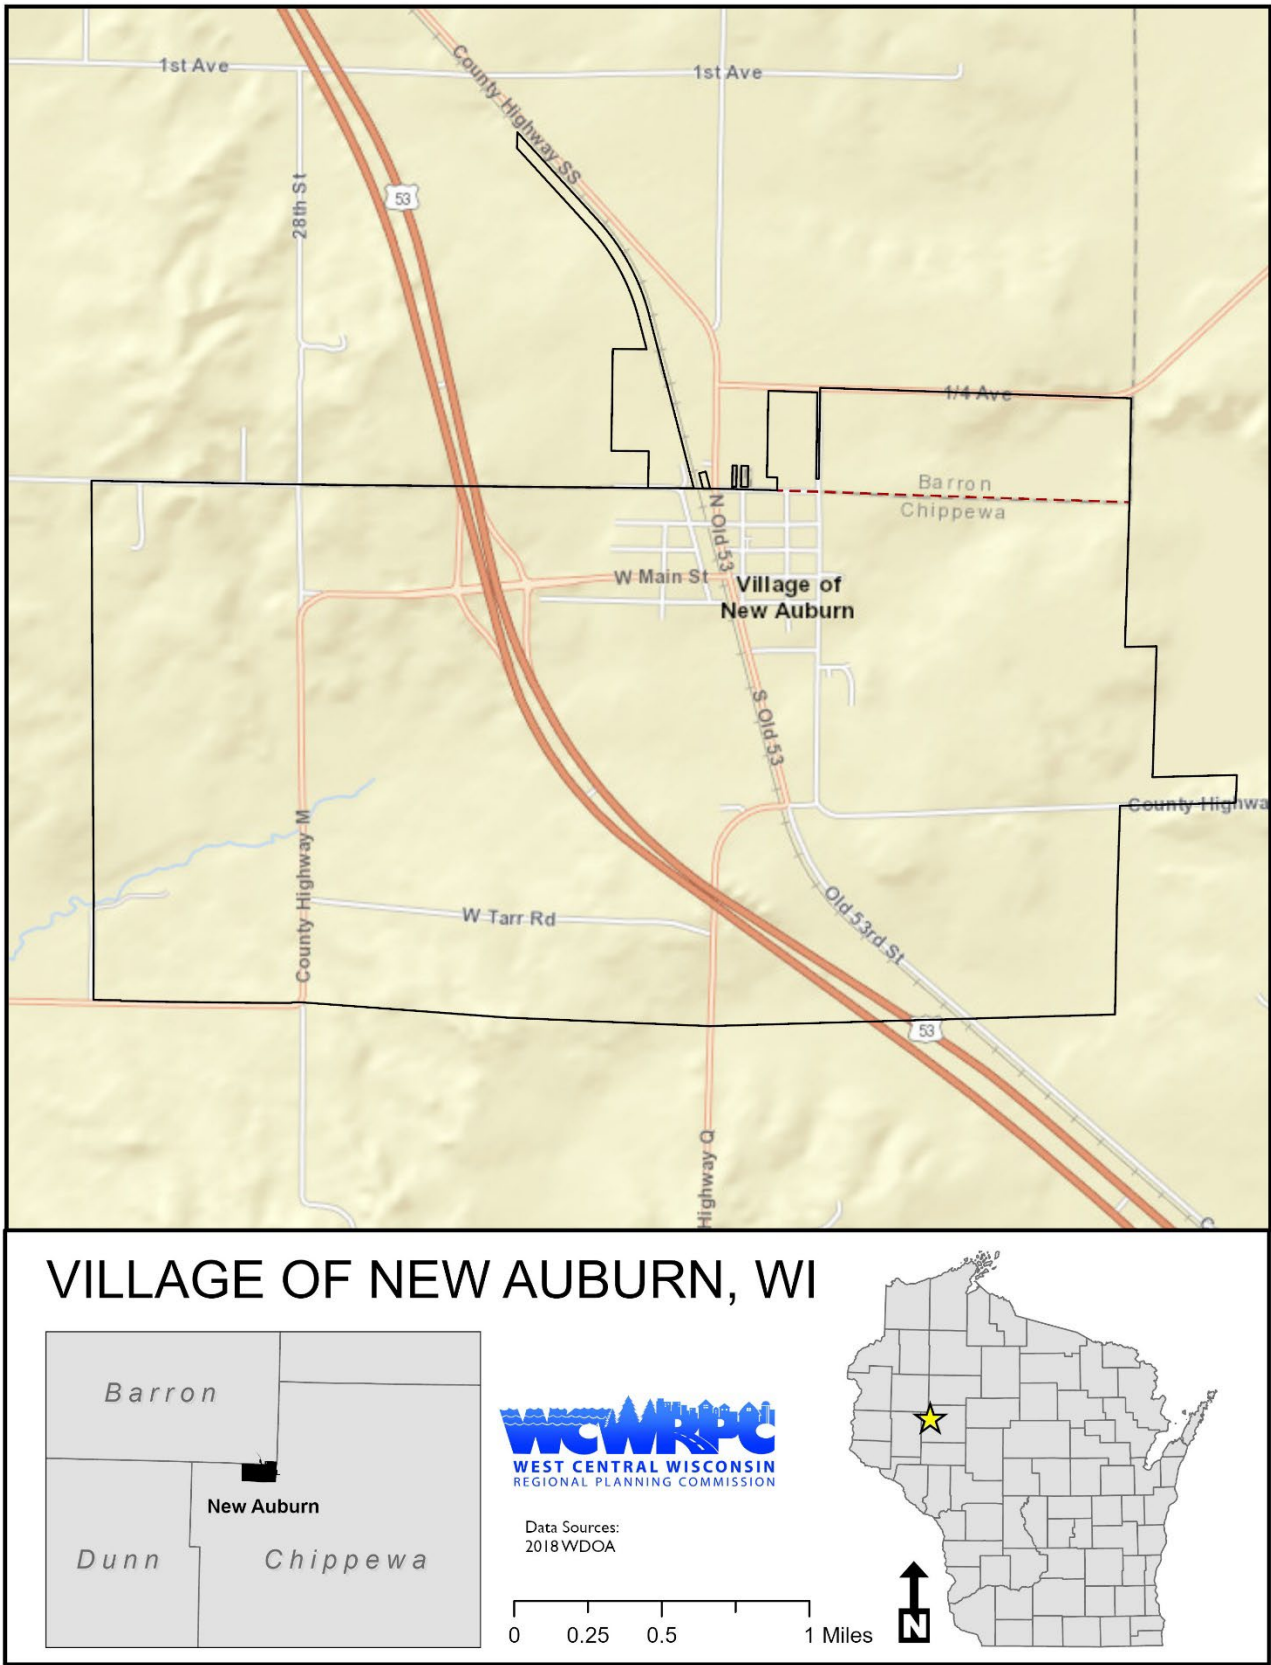 1st Ave
1st Ave
County Highway SS
28th St
53
1/4 Ave
Barron
Chippewa
N Old 53
W Main St
Village of
New Auburn
S Old 53
County Highwa
County Highway M
W Tarr Rd
Old 53rd St
53
Highway Q
C
VILLAGE OF NEW AUBURN, WI
Barron
New Auburn
Dunn
Chippewa
WCWRPC
WEST CENTRAL WISCONSIN
REGIONAL PLANNING COMMISSION
Data Sources:
2018 WDOA
0 0.25 0.5 1 Miles
N